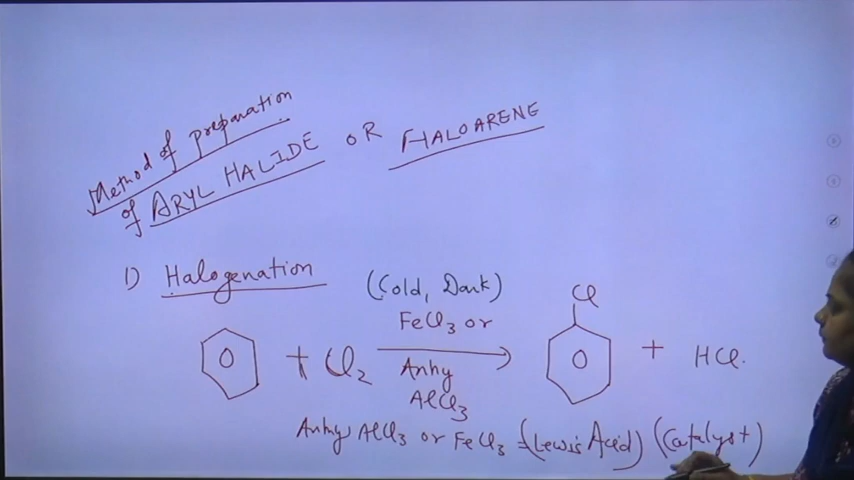 Method of preparation
of ARYL HALIDE OR HALOARENE
1) Halogenation
(Cold, Dark)
FeCl3 or
+ Cl2 → Cl + HCl.
Anhy
AlCl3
Anhy AlCl3 or FeCl3 = (Lewis Acid) (Catalyst)